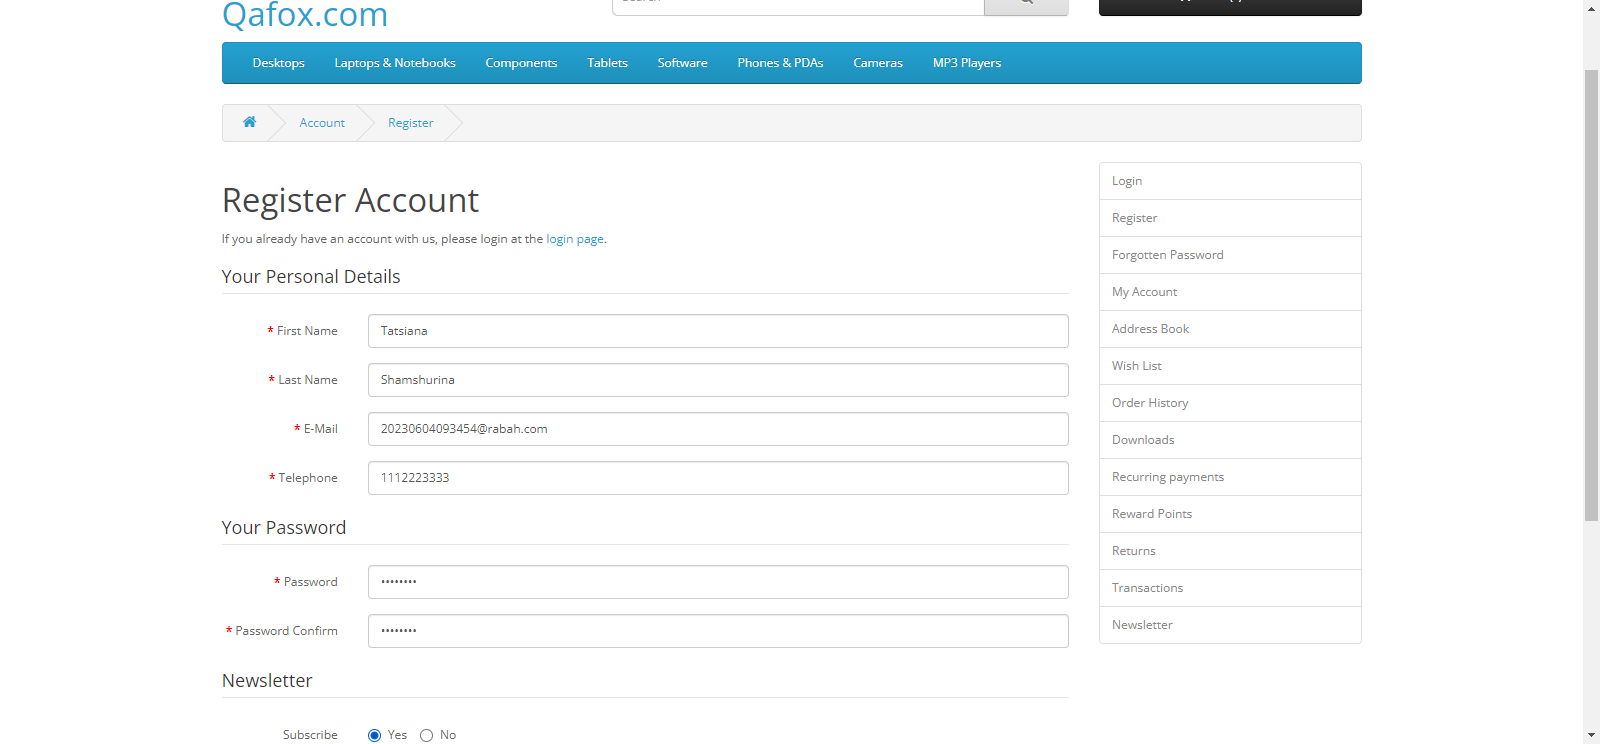 Qafox.com
Desktops Laptops & Notebooks Components Tablets Software Phones & PDAs Cameras MP3 Players
Account Register
Register Account
If you already have an account with us, please login at the login page.
Your Personal Details
* First Name Tatsiana
* Last Name Shamshurina
* E-Mail 20230604093454@rabah.com
* Telephone 1112223333
Your Password
* Password ••••••••
* Password Confirm ••••••••
Newsletter
Subscribe Yes No
Login
Register
Forgotten Password
My Account
Address Book
Wish List
Order History
Downloads
Recurring payments
Reward Points
Returns
Transactions
Newsletter